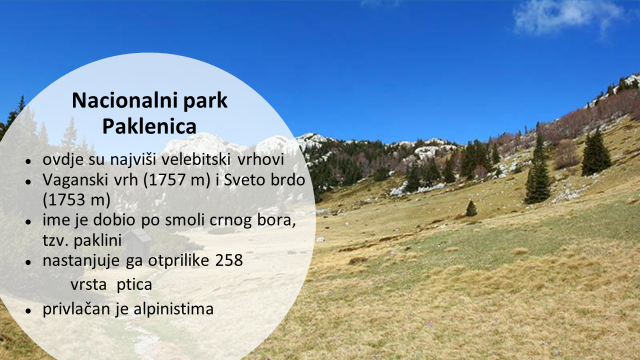 Nacionalni park
Paklenica
• ovdje su najviši velebitski vrhovi
• Vaganski vrh (1757 m) i Sveto brdo
(1753 m)
• ime je dobio po smoli crnog bora,
tzv. paklini
• nastanjuje ga otprilike 258
vrsta ptica
• privlačan je alpinistima